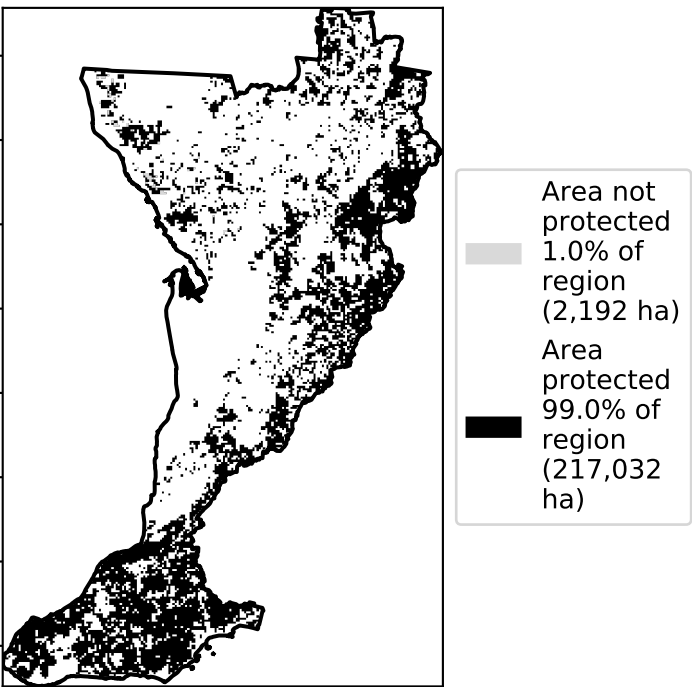 Area not
protected
1.0% of
region
(2,192 ha)
Area
protected
99.0% of
region
(217,032
ha)